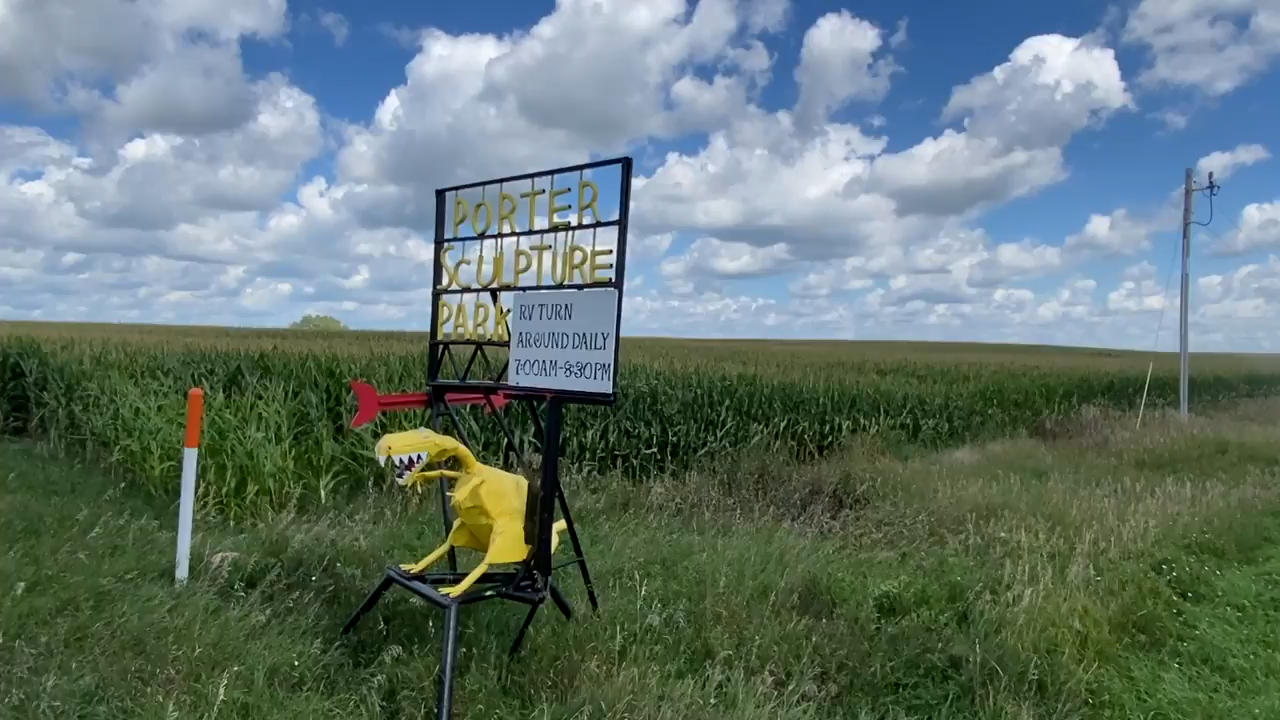 PORTER
SCULPTURE
PARK
RV TURN
AROUND DAILY
7:00AM-8:30PM